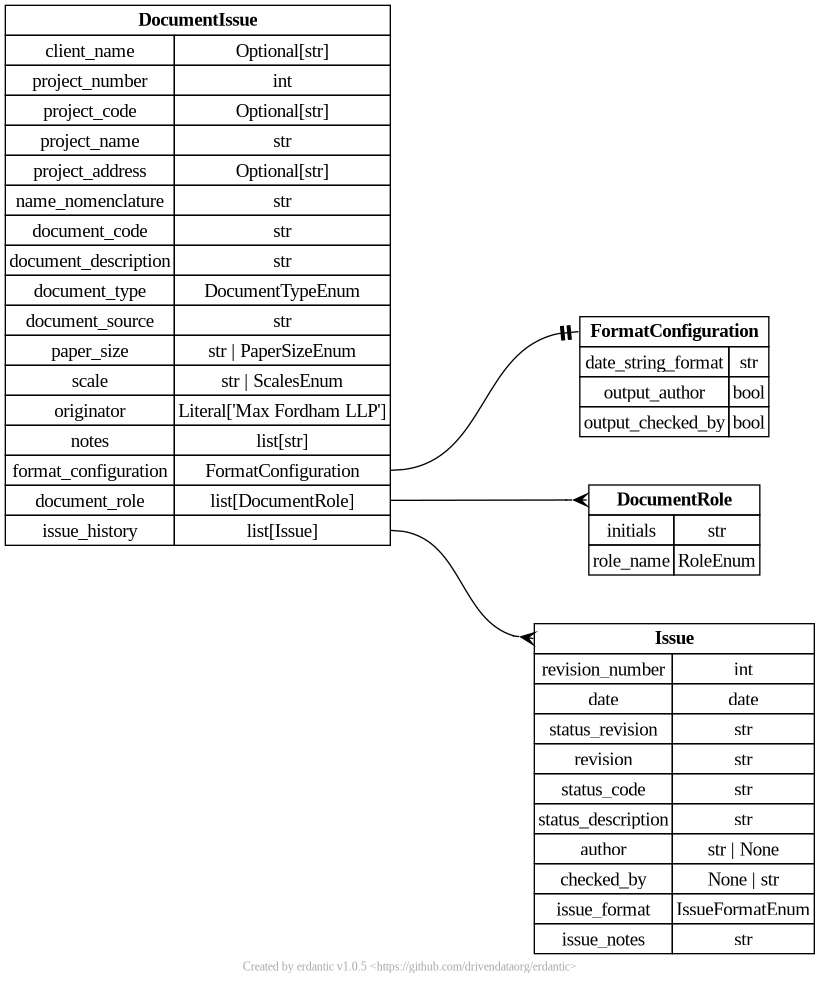 DocumentIssue
client_name Optional[str]
project_number int
project_code Optional[str]
project_name str
project_address Optional[str]
name_nomenclature str
document_code str
document_description str
document_type DocumentTypeEnum
document_source str
paper_size str | PaperSizeEnum
scale str | ScalesEnum
originator Literal['Max Fordham LLP']
notes list[str]
format_configuration FormatConfiguration
document_role list[DocumentRole]
issue_history list[Issue]
FormatConfiguration
date_string_format str
output_author bool
output_checked_by bool
DocumentRole
initials str
role_name RoleEnum
Issue
revision_number int
date date
status_revision str
revision str
status_code str
status_description str
author str | None
checked_by None | str
issue_format IssueFormatEnum
issue_notes str
Created by erdantic v1.0.5 <https://github.com/drivendataorg/erdantic>